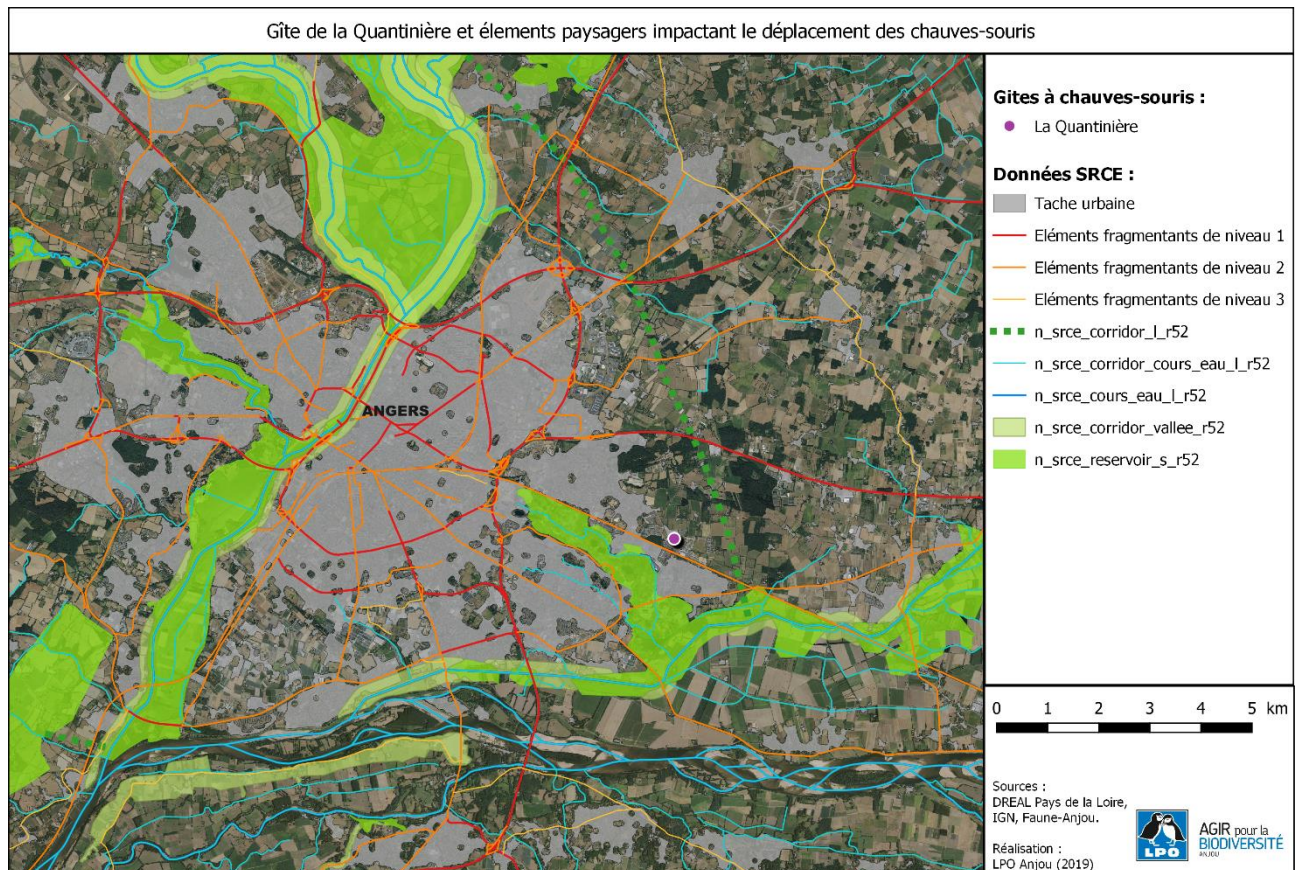 Gîte de la Quantinière et élements paysagers impactant le déplacement des chauves-souris
ANGERS
Gites à chauves-souris :
La Quantinière
Données SRCE :
Tache urbaine
Eléments fragmentants de niveau 1
Eléments fragmentants de niveau 2
Eléments fragmentants de niveau 3
n_srce_corridor_l_r52
n_srce_corridor_cours_eau_l_r52
n_srce_cours_eau_l_r52
n_srce_corridor_vallee_r52
n_srce_reservoir_s_r52
0 1 2 3 4 5 km
Sources :
DREAL Pays de la Loire,
IGN, Faune-Anjou.
Réalisation :
LPO Anjou (2019)
LPO
AGIR pour la
BIODIVERSITÉ
ANJOU